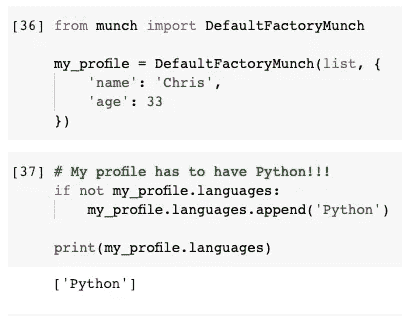 [36] from munch import DefaultFactoryMunch
my_profile = DefaultFactoryMunch(list, {
    'name': 'Chris',
    'age': 33
})
[37] # My profile has to have Python!!!
if not my_profile.languages:
    my_profile.languages.append('Python')
print(my_profile.languages)
['Python']